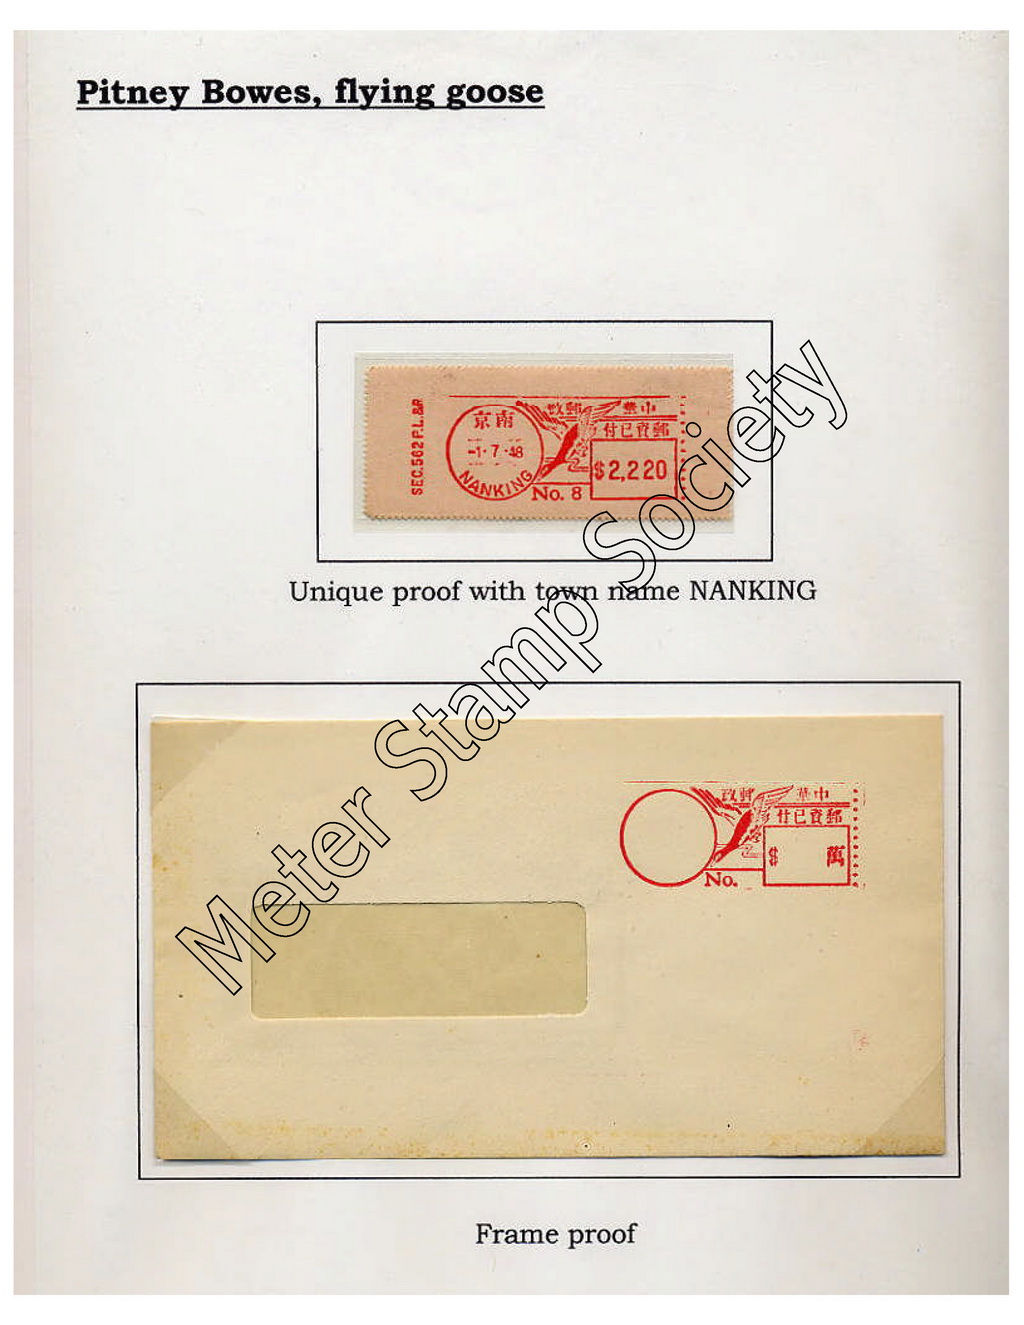 Pitney Bowes, flying goose
SEC. 562 P. L. & R.
京南
-1·7·48
NANKING
政郵 華中
付已資郵
No. 8
$2,220
Unique proof with town name NANKING
政郵 華中
付已資郵
No.
$ 萬
Frame proof
Meter Stamp Society